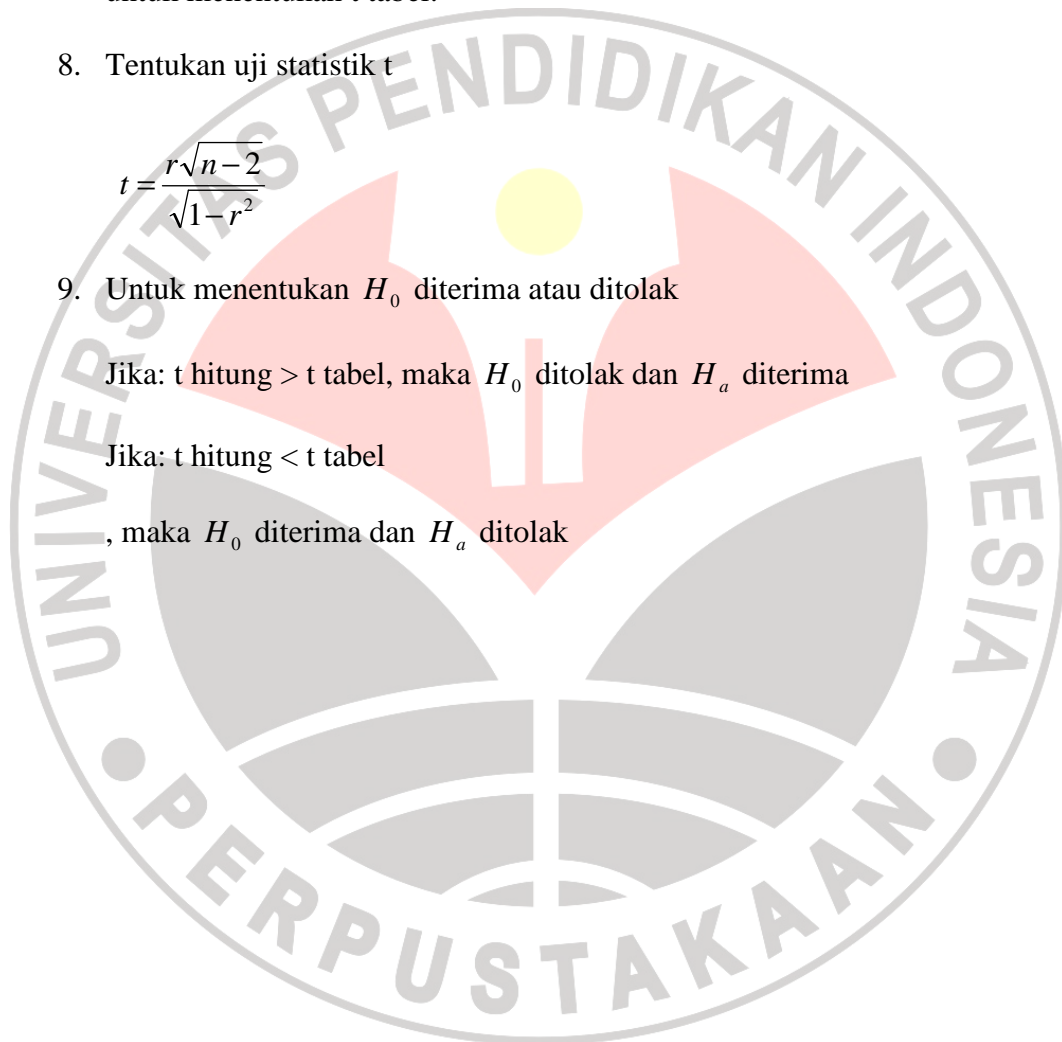 untuk menentukan t tabel.
8. Tentukan uji statistik t
t = r√n − 2 / √1 − r²
9. Untuk menentukan H₀ diterima atau ditolak
Jika: t hitung > t tabel, maka H₀ ditolak dan Hₐ diterima
Jika: t hitung < t tabel
, maka H₀ diterima dan Hₐ ditolak
UNIVERSITAS PENDIDIKAN INDONESIA
PERPUSTAKAAN